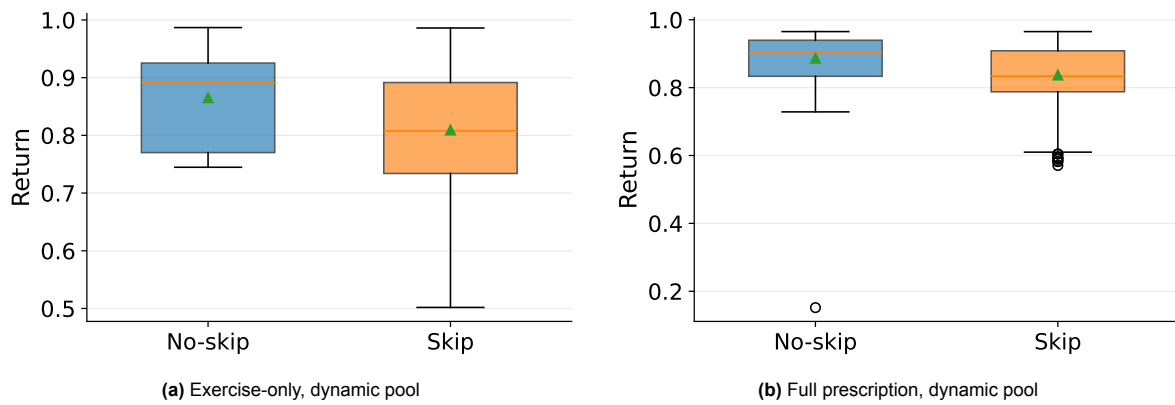 1.0
0.9
0.8
0.7
0.6
0.5
Return
No-skip
Skip
(a) Exercise-only, dynamic pool
1.0
0.8
0.6
0.4
0.2
Return
No-skip
Skip
(b) Full prescription, dynamic pool